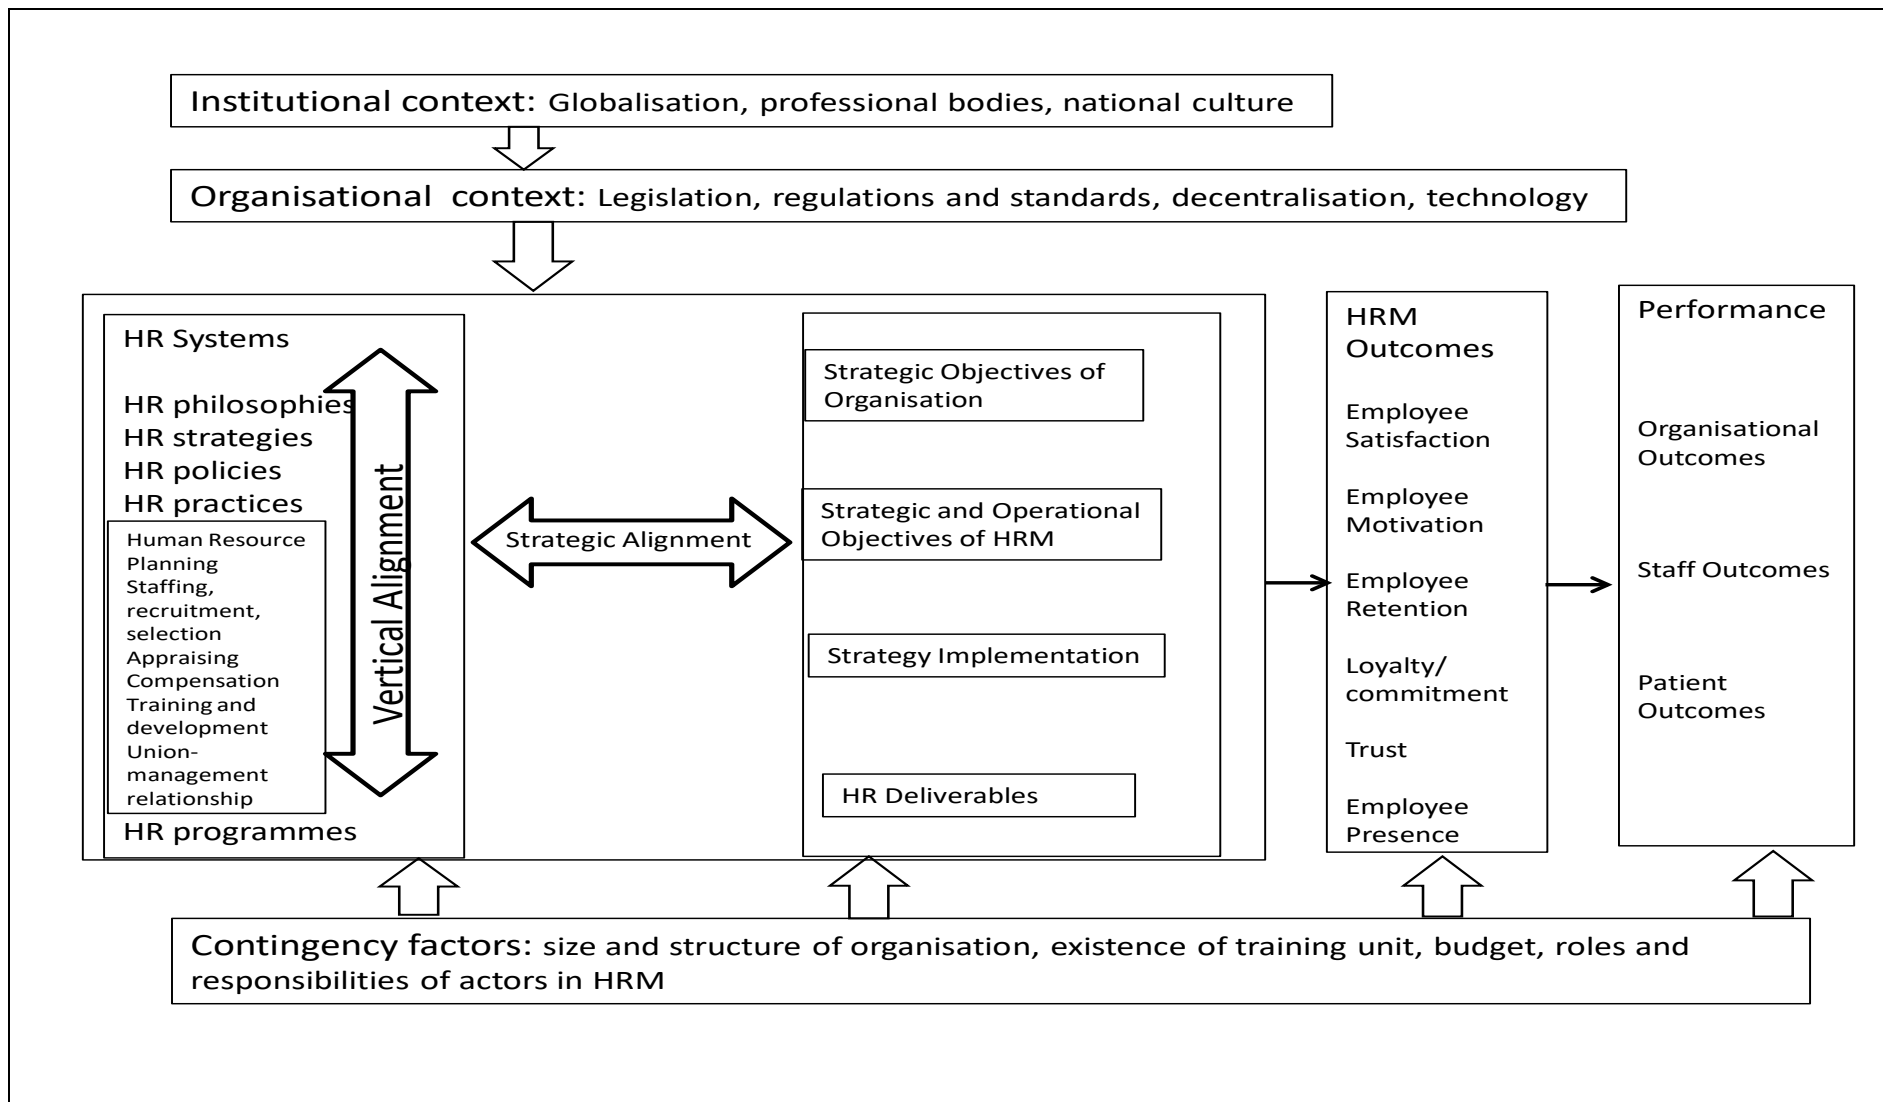 Institutional context: Globalisation, professional bodies, national culture
Organisational context: Legislation, regulations and standards, decentralisation, technology
HR Systems
HR philosophies
HR strategies
HR policies
HR practices
Human Resource
Planning
Staffing,
recruitment,
selection
Appraising
Compensation
Training and
development
Union-
management
relationship
HR programmes
Vertical Alignment
Strategic Alignment
Strategic Objectives of
Organisation
Strategic and Operational
Objectives of HRM
Strategy Implementation
HR Deliverables
HRM
Outcomes
Employee
Satisfaction
Employee
Motivation
Employee
Retention
Loyalty/
commitment
Trust
Employee
Presence
Performance
Organisational
Outcomes
Staff Outcomes
Patient
Outcomes
Contingency factors: size and structure of organisation, existence of training unit, budget, roles and
responsibilities of actors in HRM